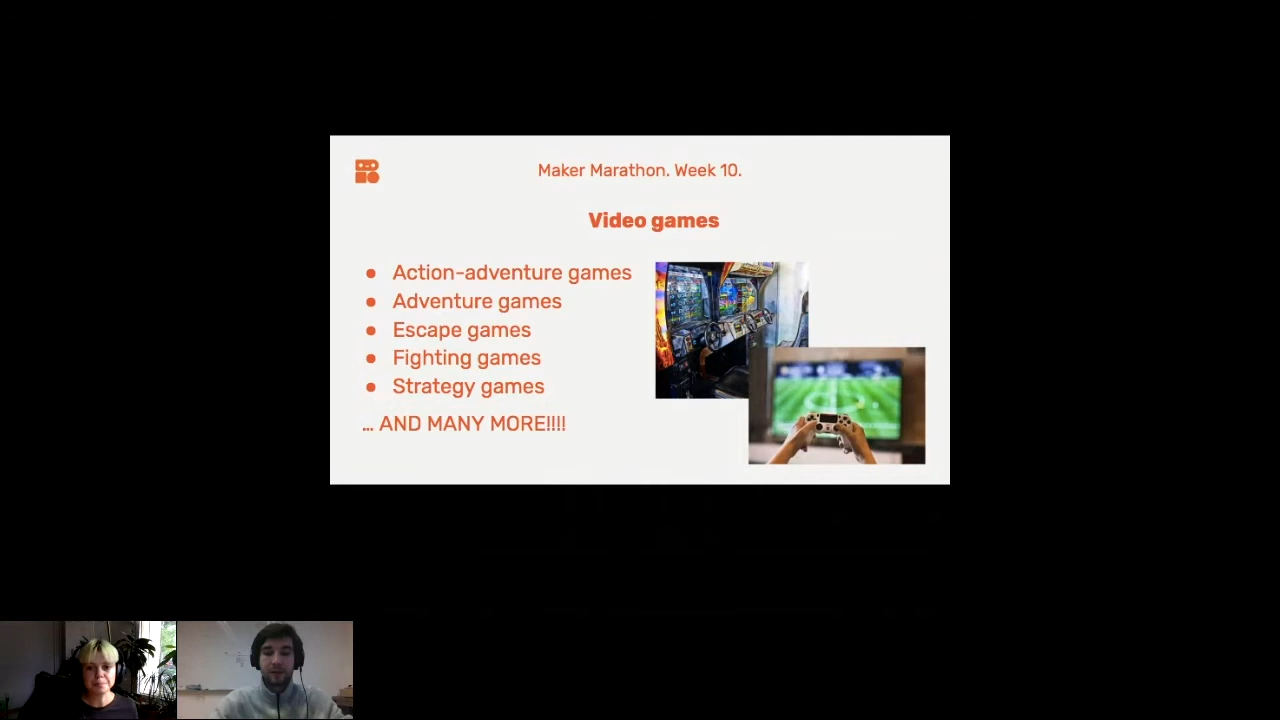 Maker Marathon. Week 10.
Video games
● Action-adventure games
● Adventure games
● Escape games
● Fighting games
● Strategy games
… AND MANY MORE!!!!